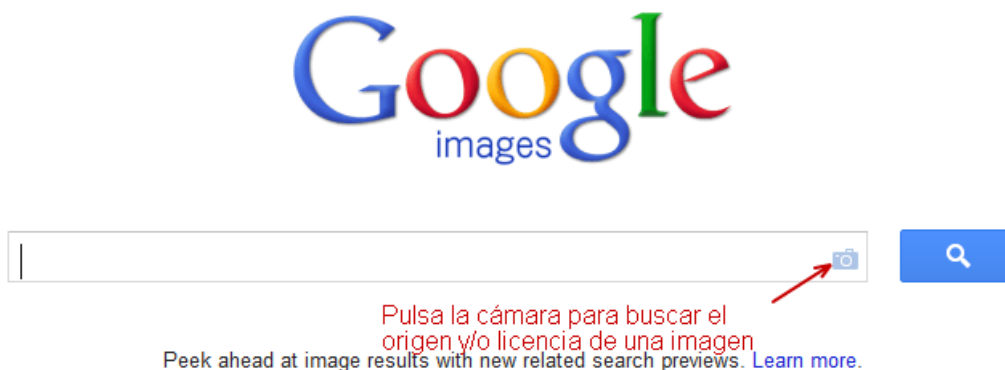 Google
images
Pulsa la cámara para buscar el
origen y/o licencia de una imagen
Peek ahead at image results with new related search previews. Learn more.